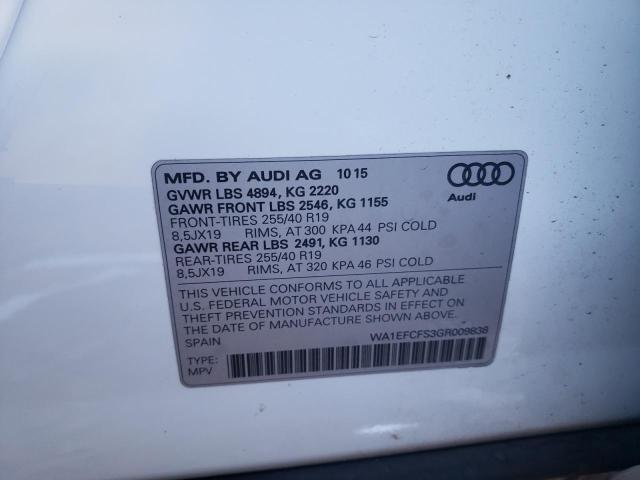 MFD. BY AUDI AG 10 15
GVWR LBS 4894, KG 2220
GAWR FRONT LBS 2546, KG 1155
FRONT-TIRES 255/40 R19
8,5JX19 RIMS, AT 300 KPA 44 PSI COLD
GAWR REAR LBS 2491, KG 1130
REAR-TIRES 255/40 R19
8,5JX19 RIMS, AT 320 KPA 46 PSI COLD
Audi
THIS VEHICLE CONFORMS TO ALL APPLICABLE
U.S. FEDERAL MOTOR VEHICLE SAFETY AND
THEFT PREVENTION STANDARDS IN EFFECT ON
THE DATE OF MANUFACTURE SHOWN ABOVE.
SPAIN WA1EFCFS3GR009838
TYPE:
MPV